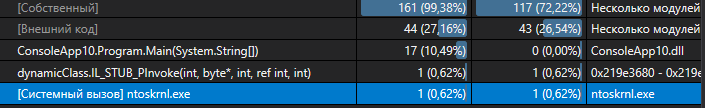 [Собственный] 161 (99,38%) 117 (72,22%) Несколько модулей
[Внешний код] 44 (27,16%) 43 (26,54%) Несколько модулей
ConsoleApp10.Program.Main(System.String[]) 17 (10,49%) 0 (0,00%) ConsoleApp10.dll
dynamicClass.IL_STUB_PInvoke(int, byte*, int, ref int, int) 1 (0,62%) 1 (0,62%) 0x219e3680 - 0x219e
[Системный вызов] ntoskrnl.exe 1 (0,62%) 1 (0,62%) ntoskrnl.exe